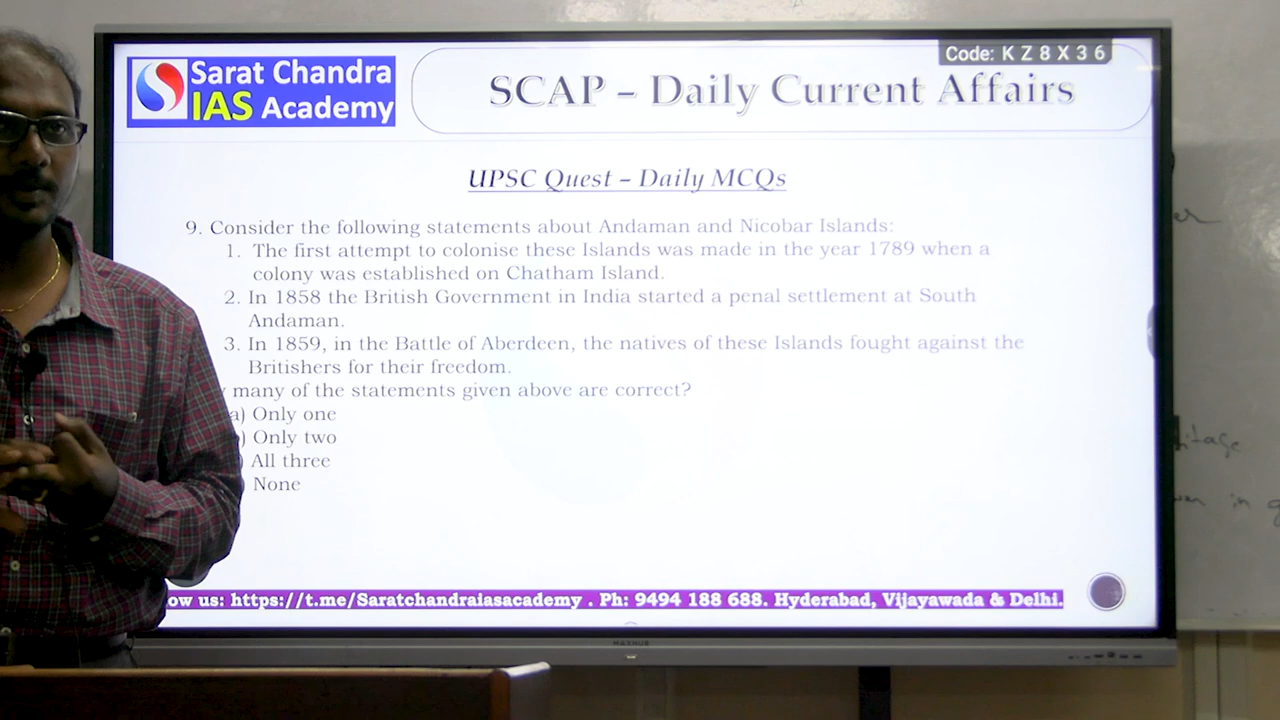 Code: K Z 8 X 3 6
Sarat Chandra
IAS Academy
SCAP – Daily Current Affairs
UPSC Quest – Daily MCQs
9. Consider the following statements about Andaman and Nicobar Islands:
1. The first attempt to colonise these Islands was made in the year 1789 when a
colony was established on Chatham Island.
2. In 1858 the British Government in India started a penal settlement at South
Andaman.
3. In 1859, in the Battle of Aberdeen, the natives of these Islands fought against the
Britishers for their freedom.
many of the statements given above are correct?
a) Only one
) Only two
) All three
None
us: https://t.me/Saratchandraiasacademy . Ph: 9494 188 688. Hyderabad, Vijayawada & Delhi.
MAXHUB
in